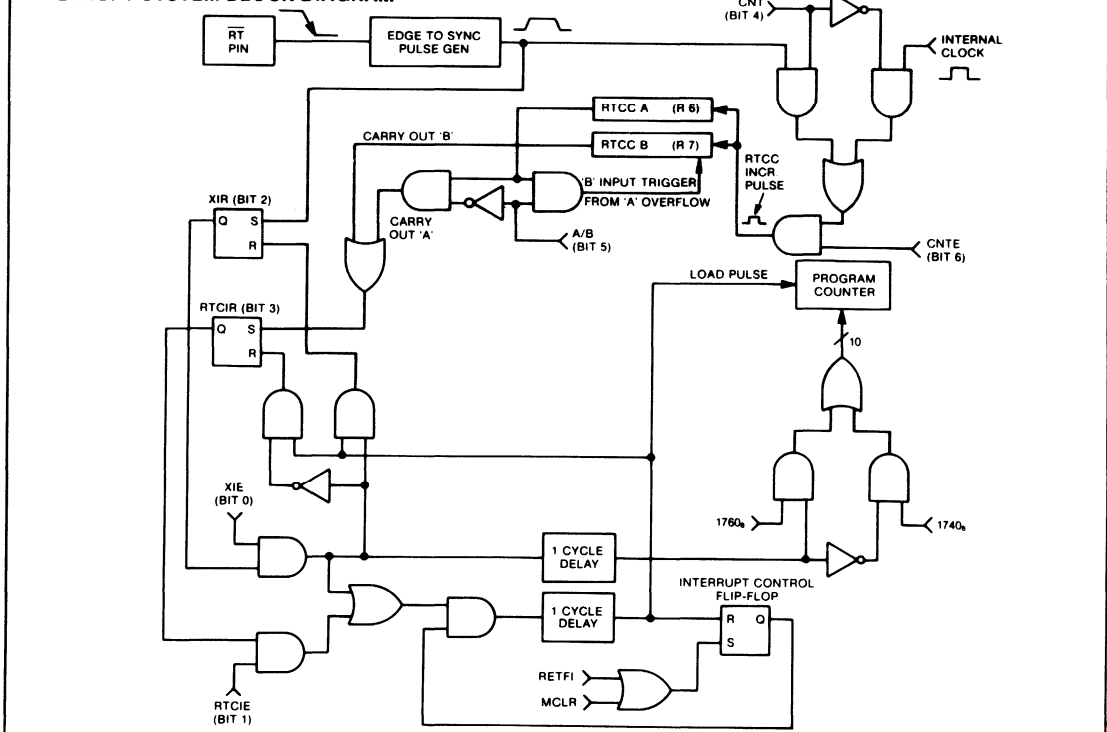 CNT
(BIT 4)
RT
PIN
EDGE TO SYNC
PULSE GEN
INTERNAL
CLOCK
RTCC A (R 6)
CARRY OUT 'B'
RTCC B (R 7)
RTCC
INCR
PULSE
'B' INPUT TRIGGER
FROM 'A' OVERFLOW
XIR (BIT 2)
Q S
R
CARRY
OUT 'A'
A/B
(BIT 5)
CNTE
(BIT 6)
LOAD PULSE
PROGRAM
COUNTER
RTCIR (BIT 3)
Q S
R
10
XIE
(BIT 0)
1760₈
1740₈
1 CYCLE
DELAY
INTERRUPT CONTROL
FLIP-FLOP
1 CYCLE
DELAY
R Q
S
RETFI
MCLR
RTCIE
(BIT 1)